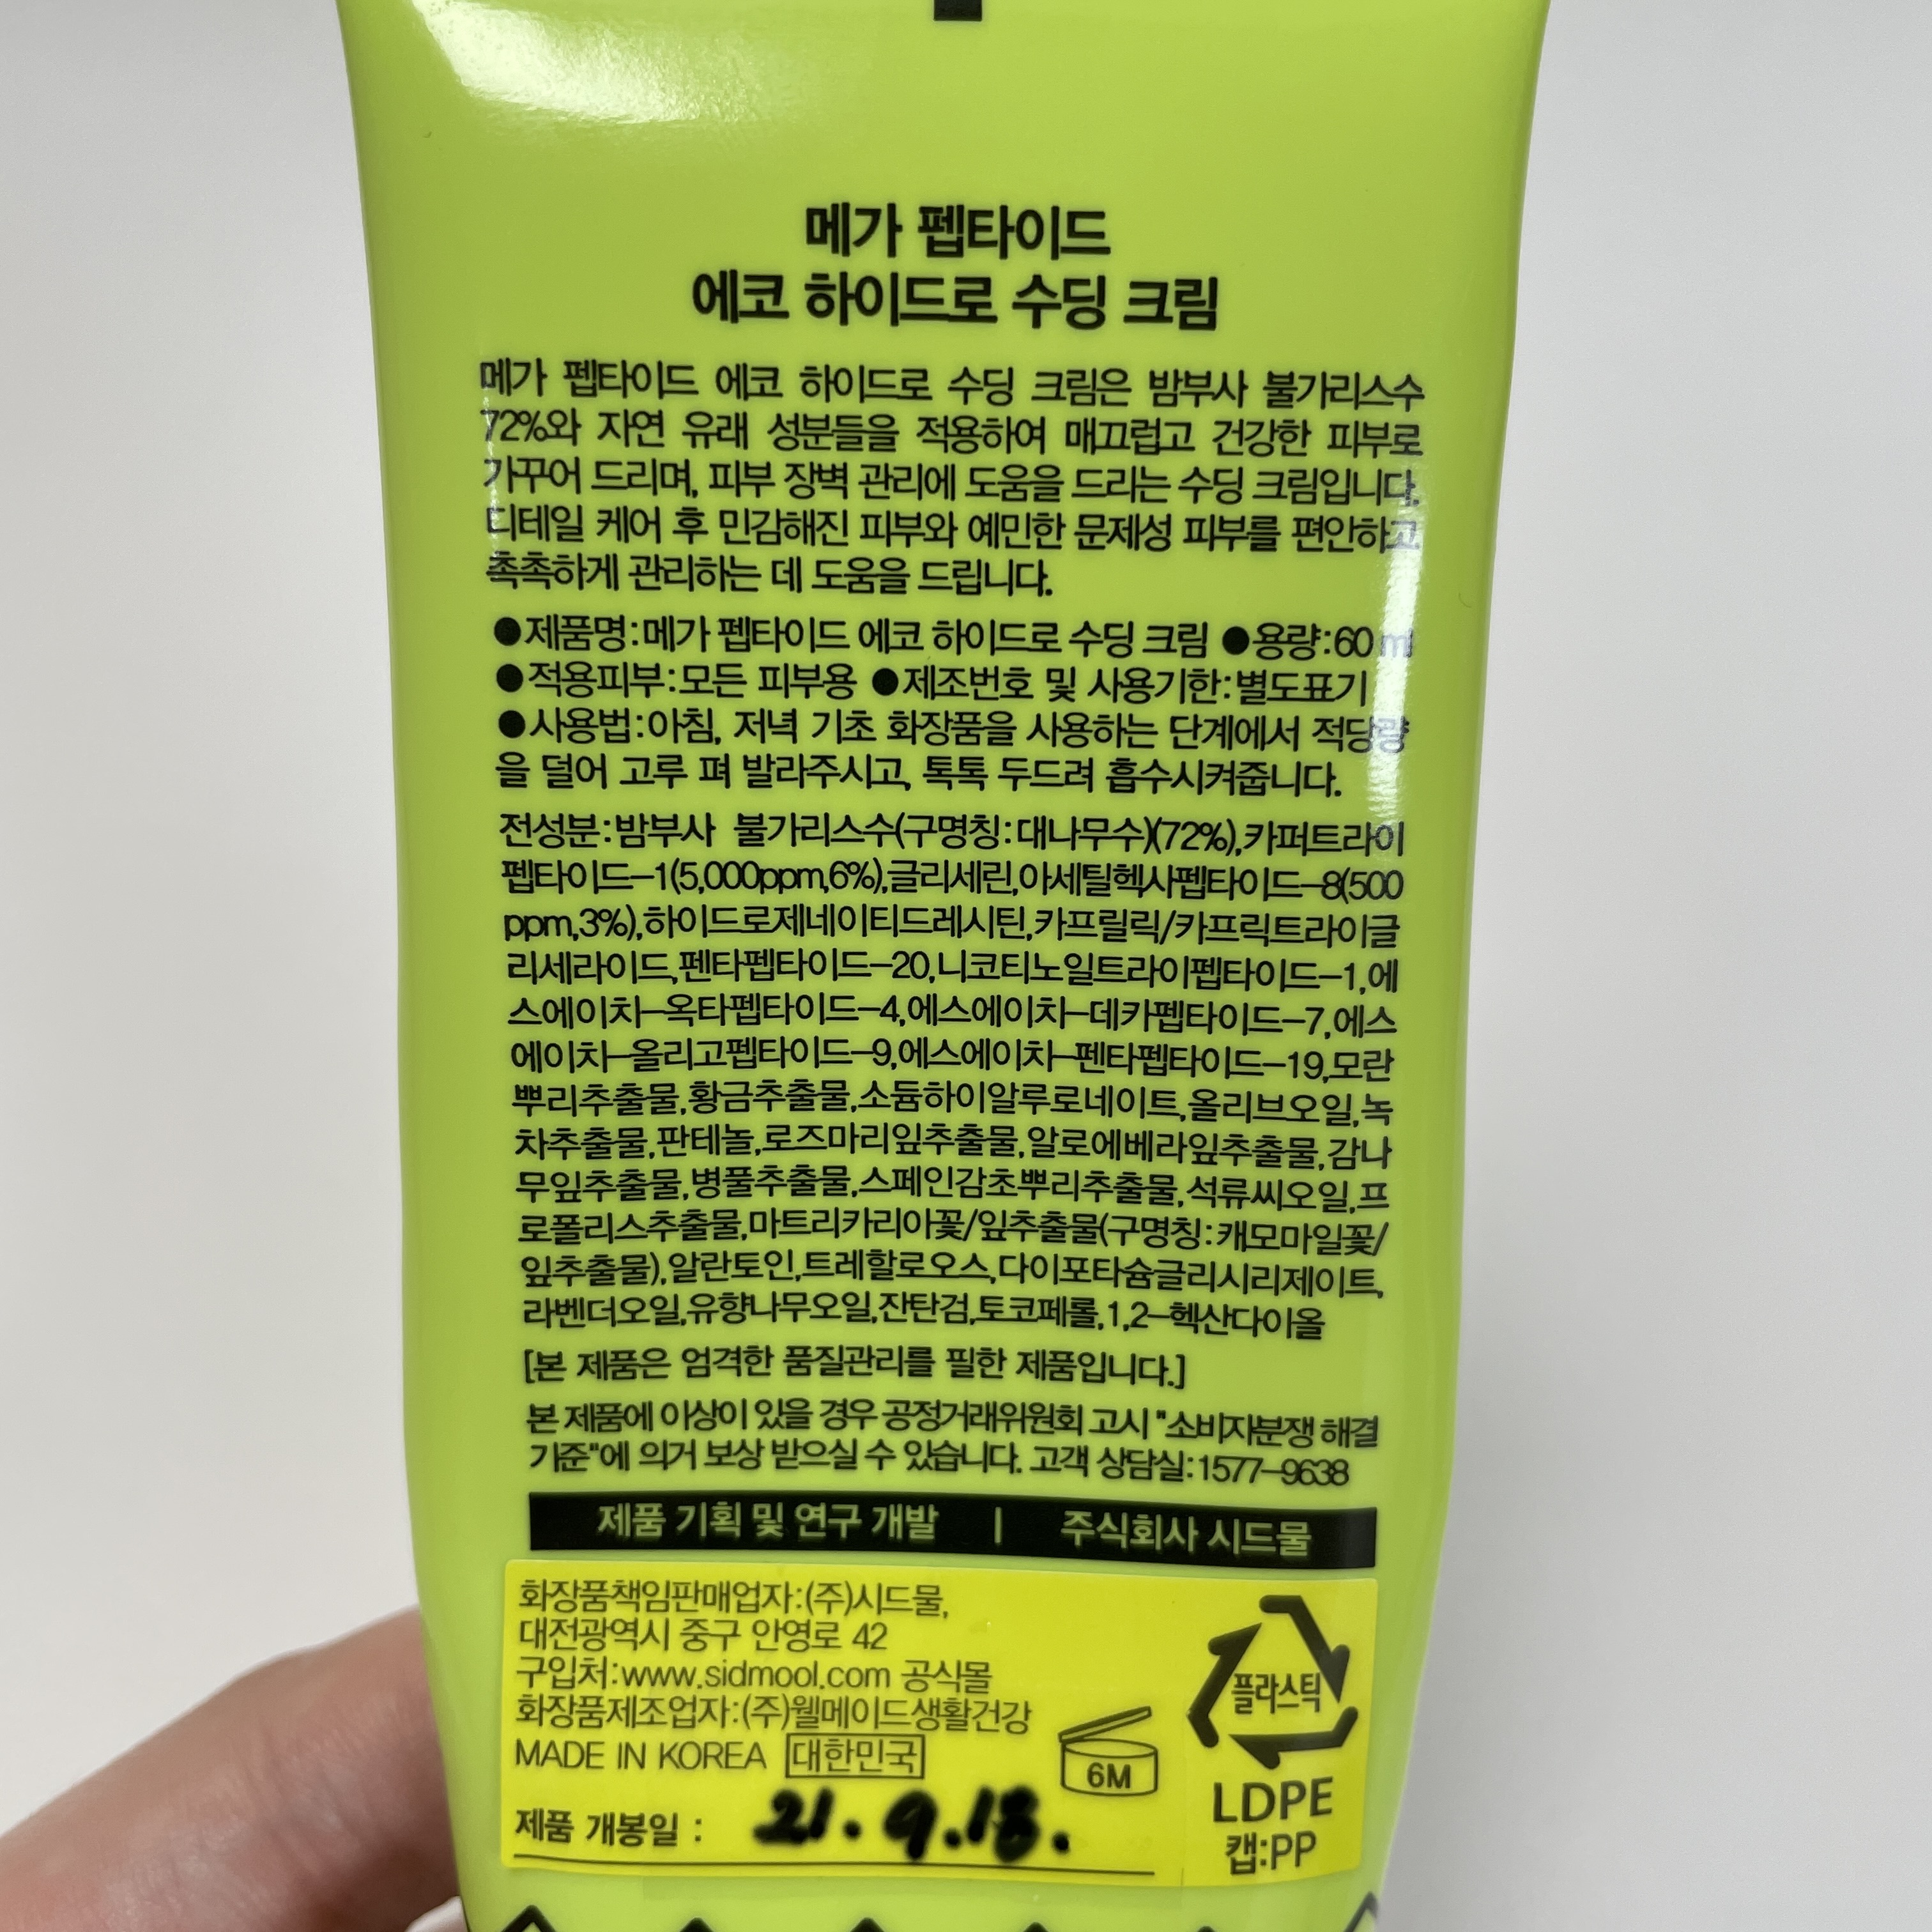 메가 펩타이드
에코 하이드로 수딩 크림
메가 펩타이드 에코 하이드로 수딩 크림은 밤부사 불가리스수
72%와 자연 유래 성분들을 적용하여 매끄럽고 건강한 피부로
가꾸어 드리며, 피부 장벽 관리에 도움을 드리는 수딩 크림입니다.
디테일 케어 후 민감해진 피부와 예민한 문제성 피부를 편안하고
촉촉하게 관리하는 데 도움을 드립니다.
●제품명:메가 펩타이드 에코 하이드로 수딩 크림 ●용량:60 ml
●적용피부:모든 피부용 ●제조번호 및 사용기한:별도표기
●사용법:아침, 저녁 기초 화장품을 사용하는 단계에서 적당량
을 덜어 고루 펴 발라주시고, 톡톡 두드려 흡수시켜줍니다.
전성분:밤부사 불가리스수(구명칭:대나무수)(72%),카퍼트라이
펩타이드-1(5,000ppm,6%),글리세린,아세틸헥사펩타이드-8(500
ppm,3%),하이드로제네이티드레시틴,카프릴릭/카프릭트라이글
리세라이드,펜타펩타이드-20,니코티노일트라이펩타이드-1,에
스에이치-옥타펩타이드-4,에스에이치-데카펩타이드-7,에스
에이치-올리고펩타이드-9,에스에이치-펜타펩타이드-19,모란
뿌리추출물,황금추출물,소듐하이알루로네이트,올리브오일,녹
차추출물,판테놀,로즈마리잎추출물,알로에베라잎추출물,감나
무잎추출물,병풀추출물,스페인감초뿌리추출물,석류씨오일,프
로폴리스추출물,마트리카리아꽃/잎추출물(구명칭:캐모마일꽃/
잎추출물),알란토인,트레할로오스,다이포타슘글리시리제이트,
라벤더오일,유향나무오일,잔탄검,토코페롤,1,2-헥산다이올
[본 제품은 엄격한 품질관리를 필한 제품입니다.]
본 제품에 이상이 있을 경우 공정거래위원회 고시 "소비자분쟁 해결
기준"에 의거 보상 받으실 수 있습니다. 고객 상담실:1577-9638
제품 기획 및 연구 개발 | 주식회사 시드물
화장품책임판매업자:(주)시드물,
대전광역시 중구 안영로 42
구입처:www.sidmool.com 공식몰
화장품제조업자:(주)웰메이드생활건강
MADE IN KOREA 대한민국
6M
제품 개봉일 : 21.9.18.
플라스틱
LDPE
캡:PP